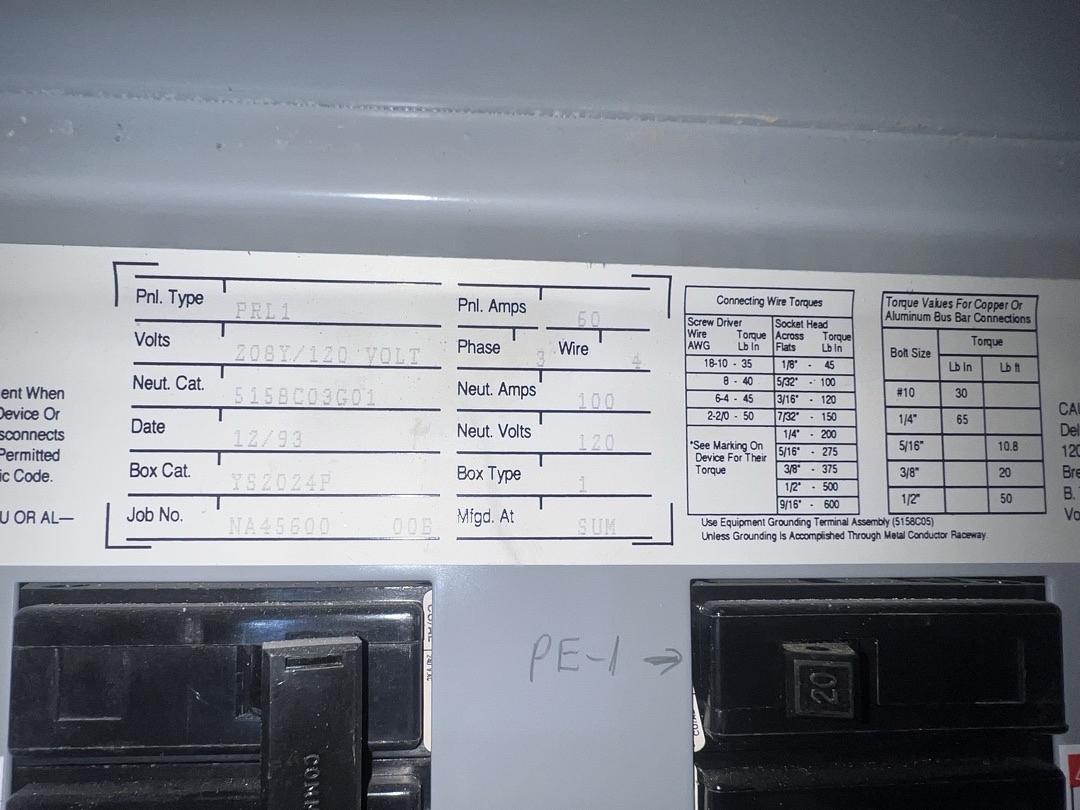 Pnl. Type PRL1
Volts 208Y/120 VOLT
Neut. Cat. 5158C03G01
Date 12/93
Box Cat. YS2024P
Job No. NA45600 00B
Pnl. Amps 60
Phase 3 Wire 4
Neut. Amps 100
Neut. Volts 120
Box Type 1
Mfgd. At SUM
Connecting Wire Torques
Screw Driver
Wire AWG Torque Lb In
18-10 - 35
8 - 40
6-4 - 45
2-2/0 - 50
*See Marking On
Device For Their
Torque
Socket Head
Across Flats Torque Lb In
1/8" - 45
5/32" - 100
3/16" - 120
7/32" - 150
1/4" - 200
5/16" - 275
3/8" - 375
1/2" - 500
9/16" - 600
Use Equipment Grounding Terminal Assembly (5158C05)
Unless Grounding Is Accomplished Through Metal Conductor Raceway.
Torque Values For Copper Or
Aluminum Bus Bar Connections
Bolt Size Torque
Lb In Lb ft
#10 30
1/4" 65
5/16" 10.8
3/8" 20
1/2" 50
ent When
Device Or
sconnects
Permitted
ic Code.
U OR AL—
CAU
Del
120
Bre
B.
Vo
PE-1 →
20